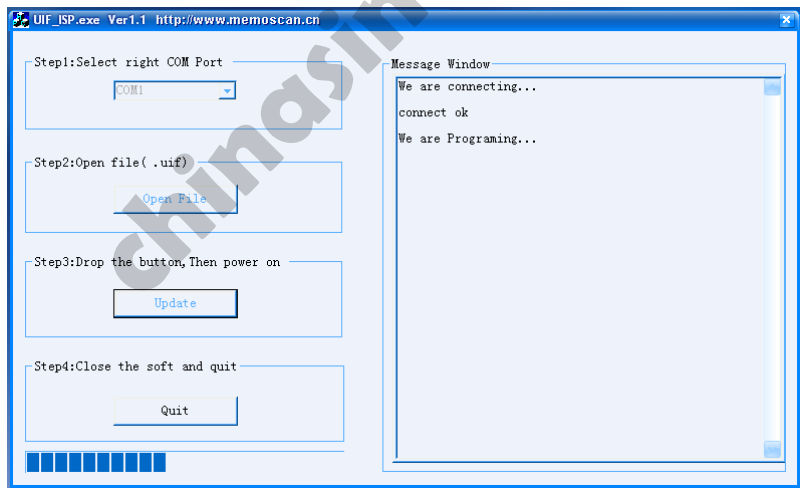 UIF_ISP.exe Ver1.1 http://www.memoscan.cn
Step1:Select right COM Port
COM1
Step2:Open file( .uif)
Open File
Step3:Drop the button,Then power on
Update
Step4:Close the soft and quit
Quit
Message Window
We are connecting...
connect ok
We are Programing...
chinasin